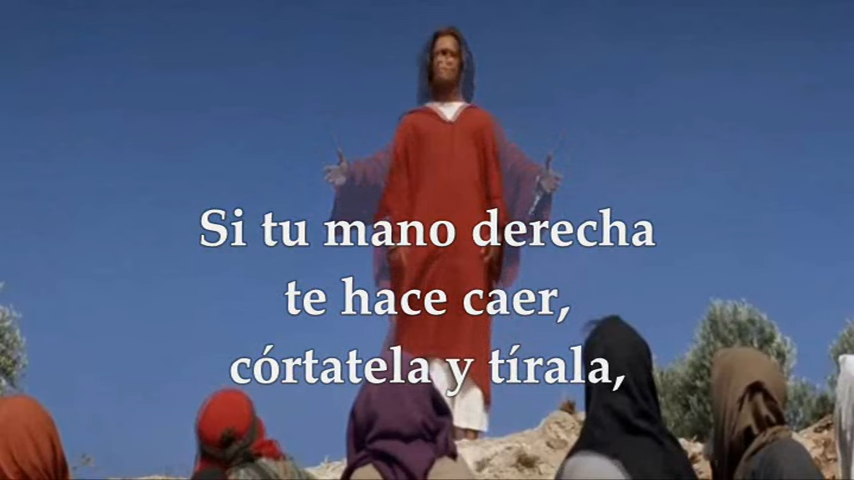 Si tu mano derecha
te hace caer,
córtatela y tírala,